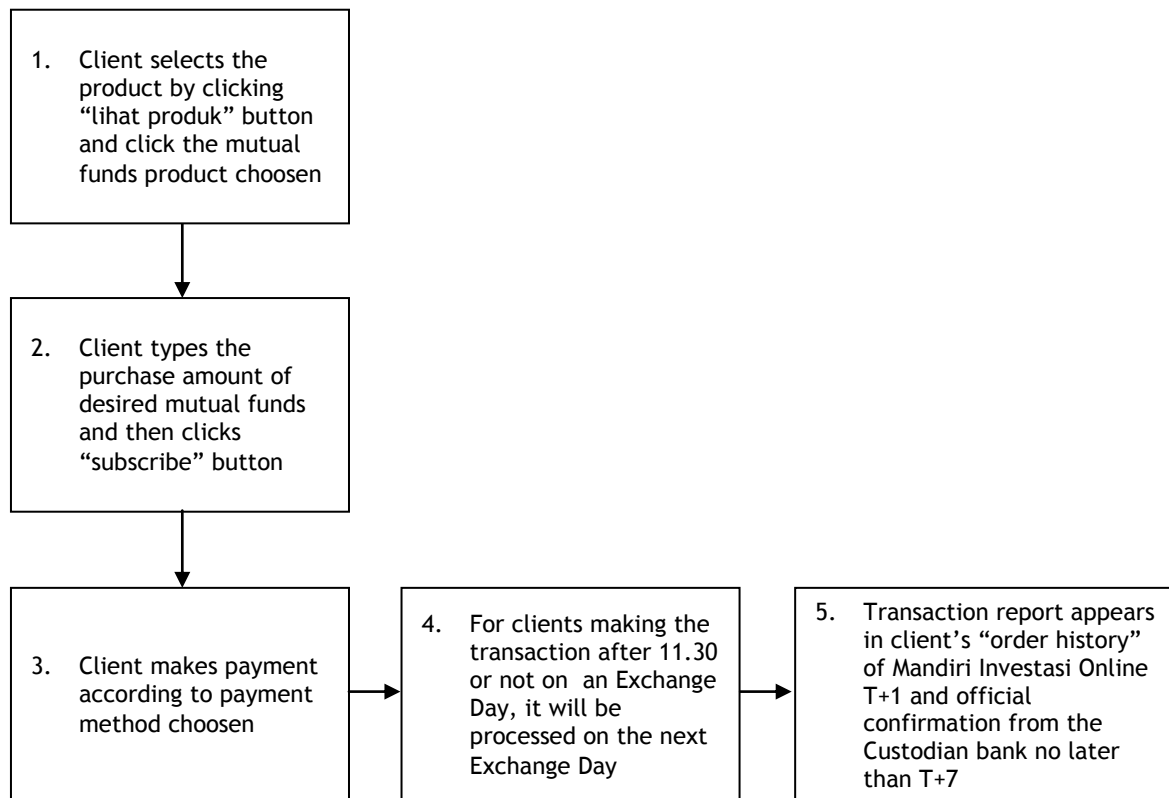 1. Client selects the
product by clicking
“lihat produk” button
and click the mutual
funds product choosen
2. Client types the
purchase amount of
desired mutual funds
and then clicks
“subscribe” button
3. Client makes payment
according to payment
method choosen
4. For clients making the
transaction after 11.30
or not on an Exchange
Day, it will be
processed on the next
Exchange Day
5. Transaction report appears
in client’s “order history”
of Mandiri Investasi Online
T+1 and official
confirmation from the
Custodian bank no later
than T+7